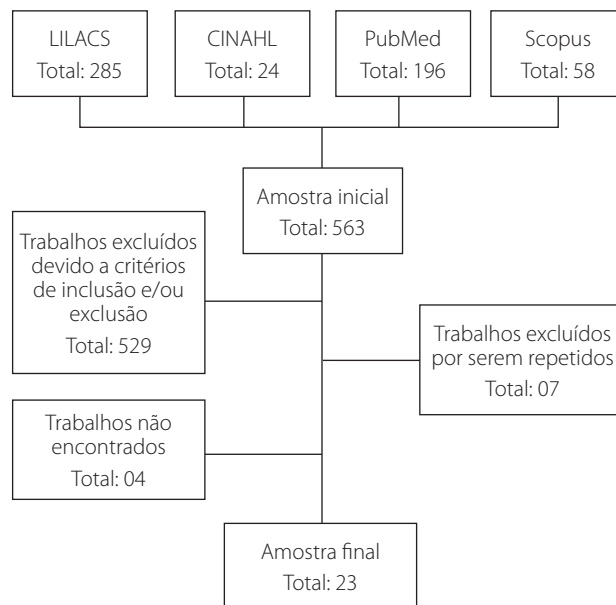 LILACS
Total: 285
CINAHL
Total: 24
PubMed
Total: 196
Scopus
Total: 58
Amostra inicial
Total: 563
Trabalhos excluídos
devido a critérios
de inclusão e/ou
exclusão
Total: 529
Trabalhos excluídos
por serem repetidos
Total: 07
Trabalhos não
encontrados
Total: 04
Amostra final
Total: 23